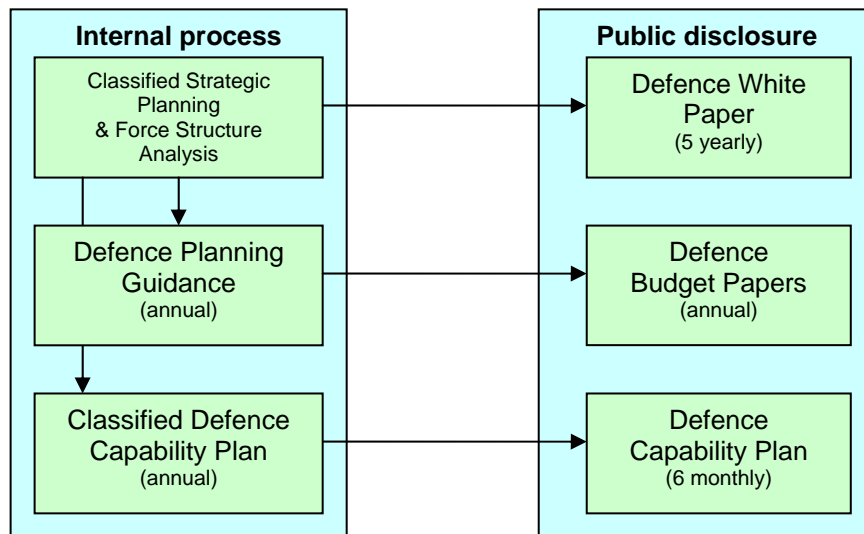 Internal process
Classified Strategic
Planning
& Force Structure
Analysis
Defence Planning
Guidance
(annual)
Classified Defence
Capability Plan
(annual)
Public disclosure
Defence White
Paper
(5 yearly)
Defence
Budget Papers
(annual)
Defence
Capability Plan
(6 monthly)